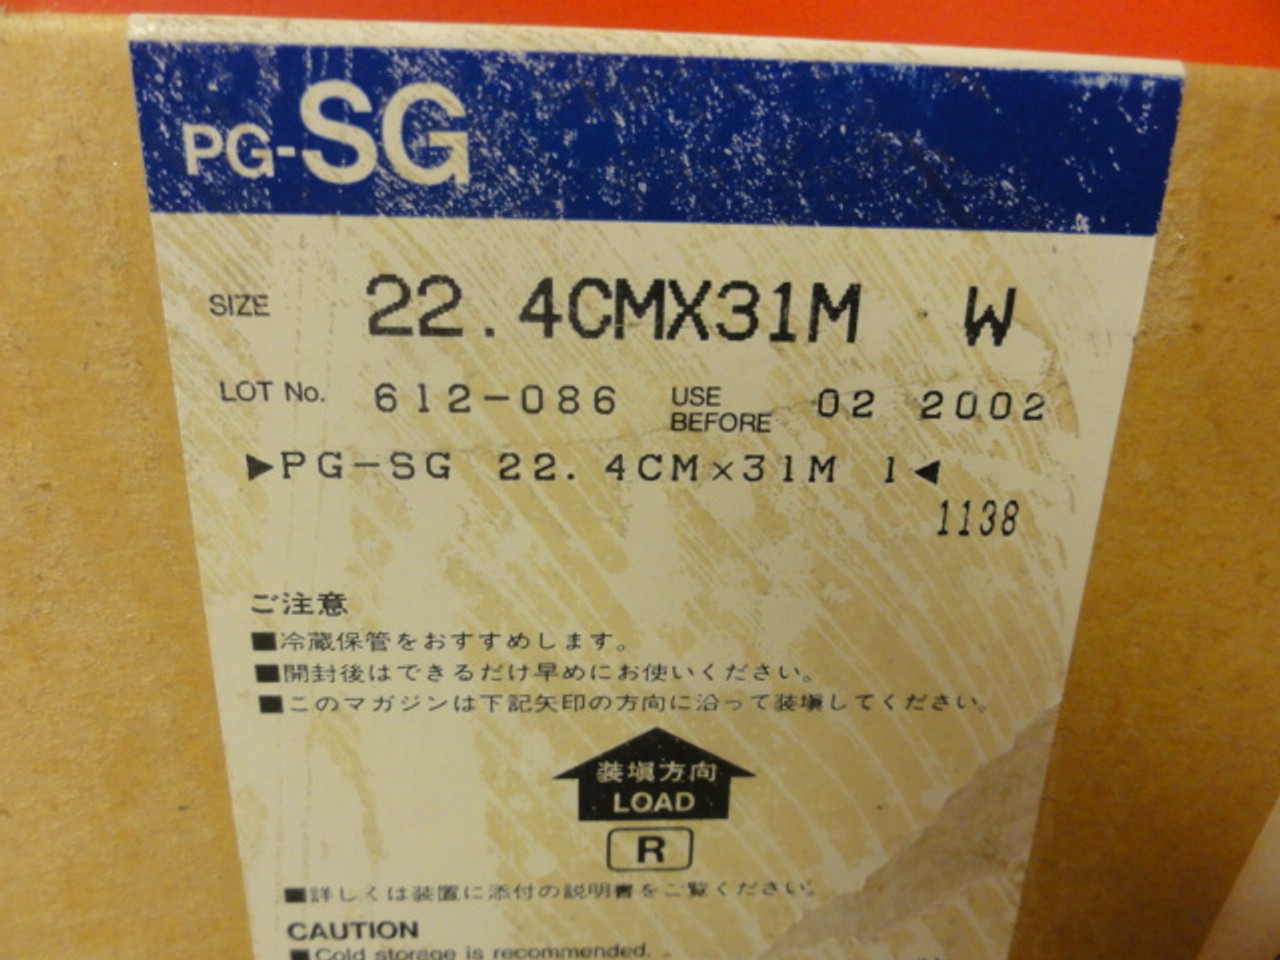 PG-SG
SIZE 22.4CMX31M W
LOT No. 612-086 USE BEFORE 02 2002
▶PG-SG 22.4CM×31M 1◀
1138
ご注意
■冷蔵保管をおすすめします。
■開封後はできるだけ早めにお使いください。
■このマガジンは下記矢印の方向に沿って装塡してください。
装塡方向
LOAD
R
■詳しくは装置に添付の説明書をご覧ください。
CAUTION
■Cold storage is recommended.